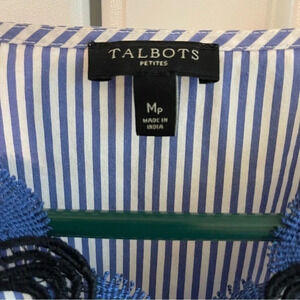 TALBOTS
PETITES
MP
MADE IN
INDIA